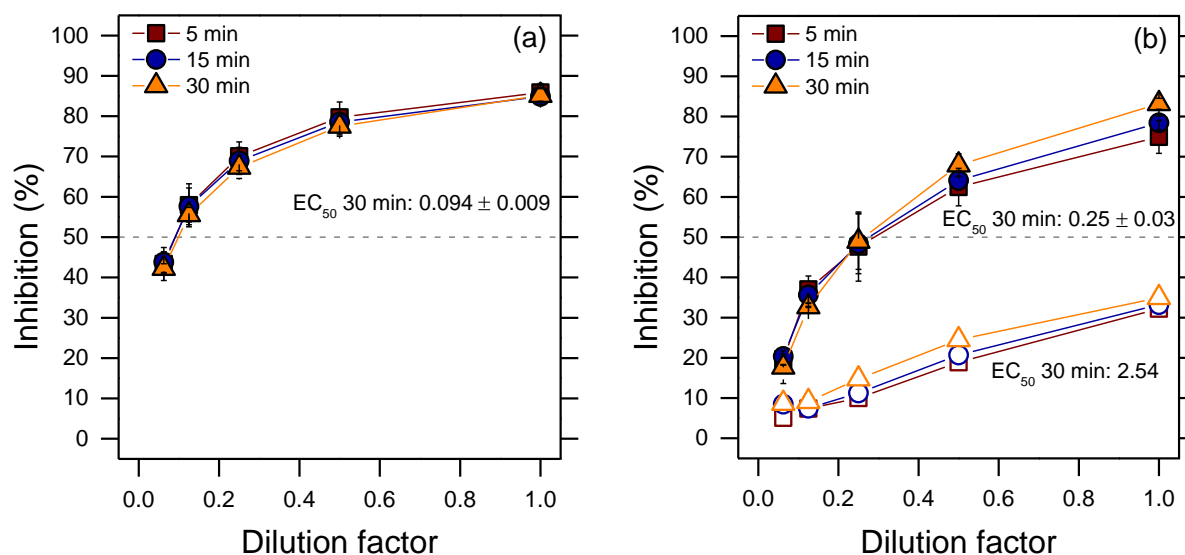 (a)
5 min
15 min
30 min
100
90
80
70
60
50
40
30
20
10
0
Inhibition (%)
EC50 30 min: 0.094 ± 0.009
0.0 0.2 0.4 0.6 0.8 1.0
Dilution factor
(b)
5 min
15 min
30 min
100
90
80
70
60
50
40
30
20
10
0
Inhibition (%)
EC50 30 min: 0.25 ± 0.03
EC50 30 min: 2.54
0.0 0.2 0.4 0.6 0.8 1.0
Dilution factor